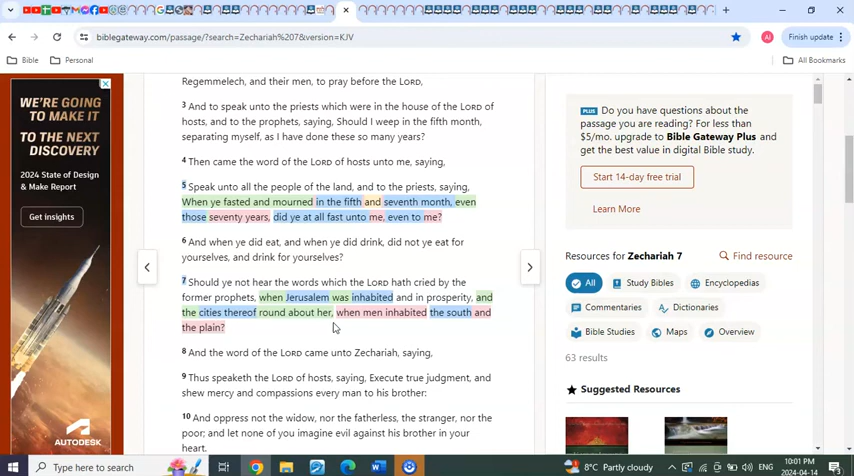 biblegateway.com/passage/?search=Zechariah%207&version=KJV
Finish update
Bible
Personal
All Bookmarks
WE'RE GOING
TO MAKE IT
TO THE NEXT
DISCOVERY
2024 State of Design
& Make Report
Get insights
AUTODESK
Regemmelech, and their men, to pray before the LORD,
3 And to speak unto the priests which were in the house of the LORD of
hosts, and to the prophets, saying, Should I weep in the fifth month,
separating myself, as I have done these so many years?
4 Then came the word of the LORD of hosts unto me, saying,
5 Speak unto all the people of the land, and to the priests, saying,
When ye fasted and mourned in the fifth and seventh month, even
those seventy years, did ye at all fast unto me, even to me?
6 And when ye did eat, and when ye did drink, did not ye eat for
yourselves, and drink for yourselves?
7 Should ye not hear the words which the LORD hath cried by the
former prophets, when Jerusalem was inhabited and in prosperity, and
the cities thereof round about her, when men inhabited the south and
the plain?
8 And the word of the LORD came unto Zechariah, saying,
9 Thus speaketh the LORD of hosts, saying, Execute true judgment, and
shew mercy and compassions every man to his brother:
10 And oppress not the widow, nor the fatherless, the stranger, nor the
poor; and let none of you imagine evil against his brother in your
heart.
PLUS Do you have questions about the
passage you are reading? For less than
$5/mo. upgrade to Bible Gateway Plus and
get the best value in digital Bible study.
Start 14-day free trial
Learn More
Resources for Zechariah 7
Find resource
All
Study Bibles
Encyclopedias
Commentaries
Dictionaries
Bible Studies
Maps
Overview
63 results
Suggested Resources
Type here to search
8°C Partly cloudy
ENG
10:01 PM
2024-04-14